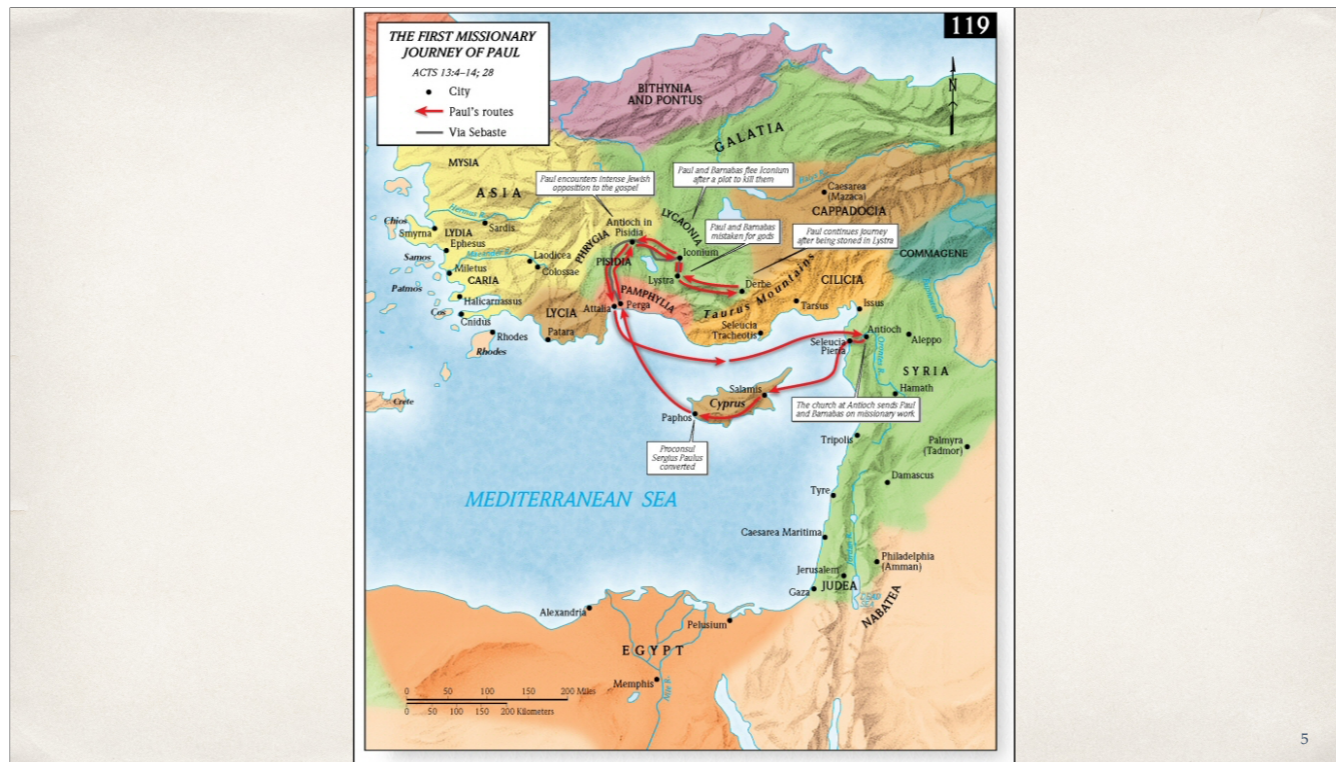 119
THE FIRST MISSIONARY
JOURNEY OF PAUL
ACTS 13:4–14; 28
City
Paul's routes
Via Sebaste
BITHYNIA
AND PONTUS
N
GALATIA
MYSIA
ASIA
Paul encounters intense Jewish
opposition to the gospel
Paul and Barnabas flee Iconium
after a plot to kill them
Halys R.
Caesarea
(Mazaca)
CAPPADOCIA
Hermus R.
Chios
Smyrna
LYDIA
Sardis
Ephesus
PHRYGIA
Antioch in
Pisidia
LYCAONIA
Paul and Barnabas
mistaken for gods
Paul continues journey
after being stoned in Lystra
COMMAGENE
Samos
Laodicea
Colossae
Miletus
CARIA
PISIDIA
Iconium
Lystra
Derbe
CILICIA
Patmos
Halicarnassus
Cos
Cnidus
LYCIA
Attalia
Perga
PAMPHYLIA
Taurus Mountains
Tarsus
Issus
Rhodes
Rhodes
Patara
Seleucia
Tracheotis
Seleucia
Pieria
Antioch
Aleppo
Orontes R.
SYRIA
Crete
Salamis
Cyprus
Paphos
Hamath
The church at Antioch sends Paul
and Barnabas on missionary work
Proconsul
Sergius Paulus
converted
Tripolis
Palmyra
(Tadmor)
Damascus
MEDITERRANEAN SEA
Tyre
Caesarea Maritima
Jordan R.
Philadelphia
(Amman)
Jerusalem
JUDEA
Gaza
DEAD
SEA
NABATEA
Alexandria
Pelusium
EGYPT
Memphis
Nile R.
0 50 100 150 200 Miles
0 50 100 150 200 Kilometers
5